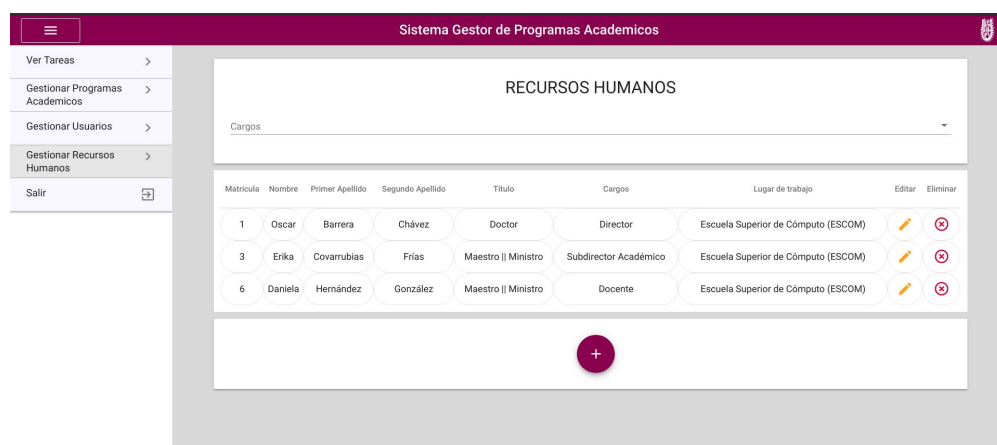 Sistema Gestor de Programas Academicos
Ver Tareas
Gestionar Programas
Academicos
Gestionar Usuarios
Gestionar Recursos
Humanos
Salir
RECURSOS HUMANOS
Cargos
Matricula Nombre Primer Apellido Segundo Apellido Título Cargos Lugar de trabajo Editar Eliminar
1 Oscar Barrera Chávez Doctor Director Escuela Superior de Cómputo (ESCOM)
3 Erika Covarrubias Frías Maestro || Ministro Subdirector Académico Escuela Superior de Cómputo (ESCOM)
6 Daniela Hernández González Maestro || Ministro Docente Escuela Superior de Cómputo (ESCOM)
+